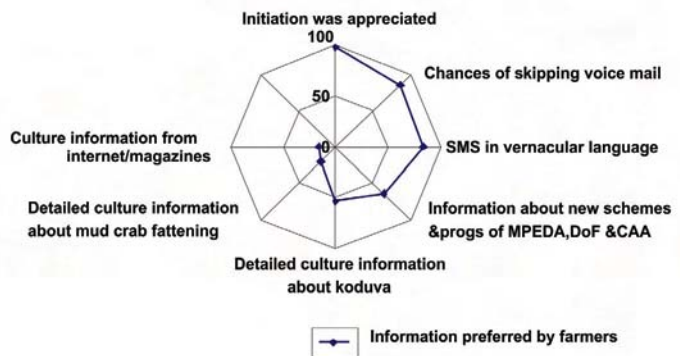 Initiation was appreciated
100
Chances of skipping voice mail
50
Culture information from
internet/magazines
0
SMS in vernacular language
Detailed culture information
about mud crab fattening
Information about new schemes
&progs of MPEDA,DoF &CAA
Detailed culture information
about koduva
Information preferred by farmers